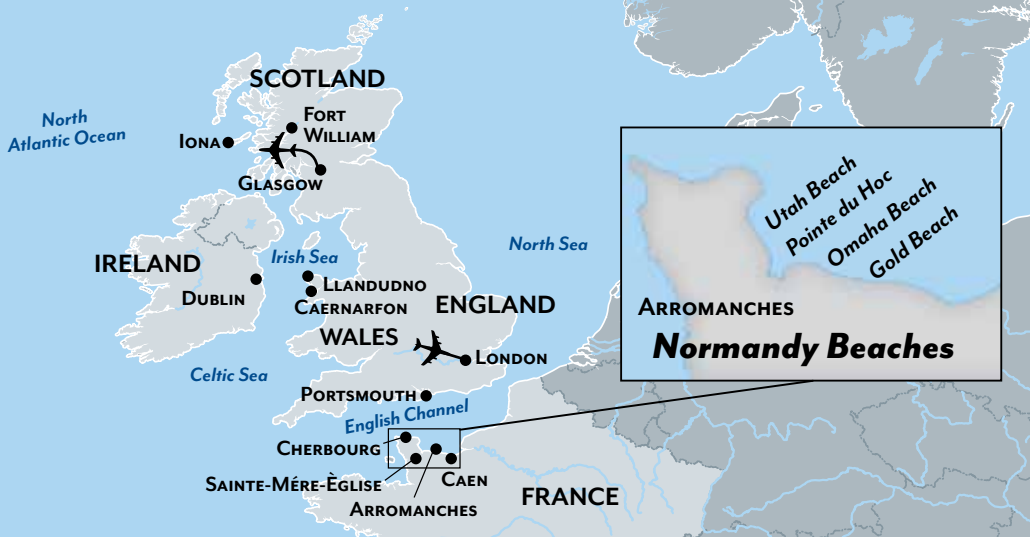 SCOTLAND
North
Atlantic Ocean
FORT
WILLIAM
IONA
GLASGOW
North Sea
IRELAND
Irish Sea
DUBLIN
LLANDUDNO
CAERNARFON
ENGLAND
WALES
LONDON
Celtic Sea
PORTSMOUTH
English Channel
CHERBOURG
SAINTE-MÉRE-ÈGLISE
CAEN
ARROMANCHES
FRANCE
Utah Beach
Pointe du Hoc
Omaha Beach
Gold Beach
ARROMANCHES
Normandy Beaches